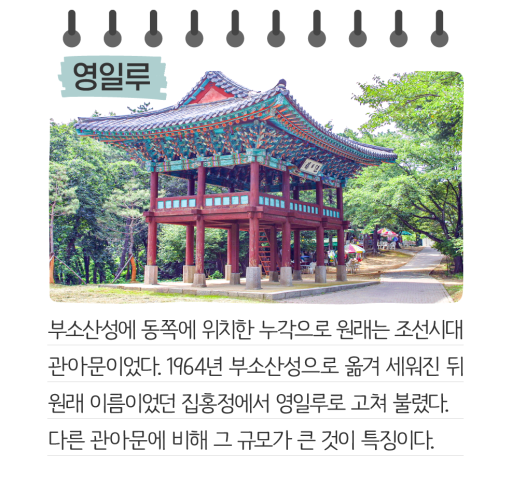 영일루
부소산성에 동쪽에 위치한 누각으로 원래는 조선시대
관아문이었다. 1964년 부소산성으로 옮겨 세워진 뒤
원래 이름이었던 집홍정에서 영일루로 고쳐 불렸다.
다른 관아문에 비해 그 규모가 큰 것이 특징이다.